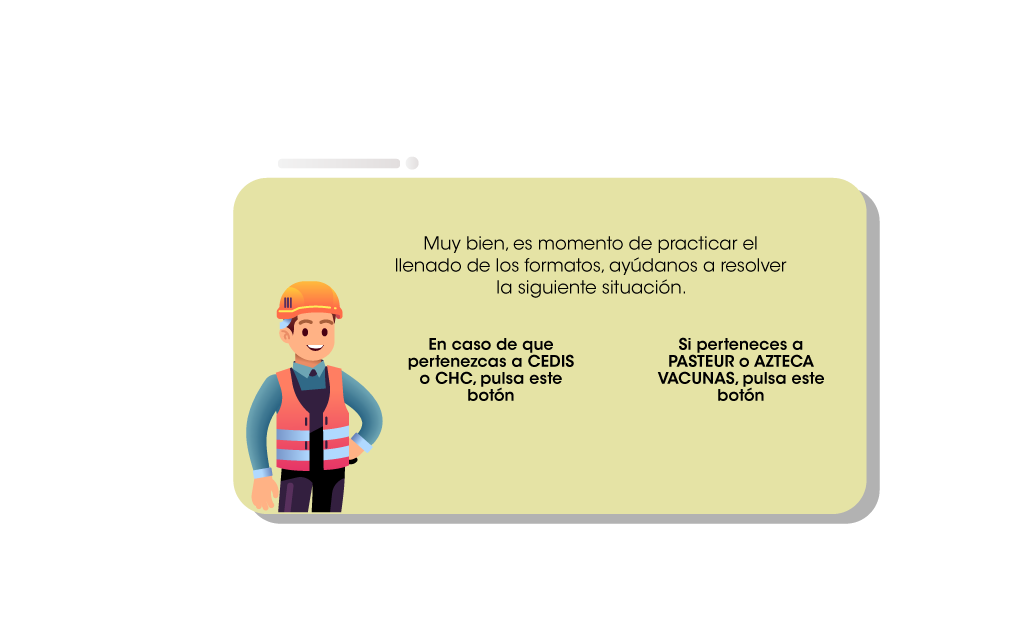 Muy bien, es momento de practicar el
llenado de los formatos, ayúdanos a resolver
la siguiente situación.
En caso de que
pertenezcas a CEDIS
o CHC, pulsa este
botón
Si perteneces a
PASTEUR o AZTECA
VACUNAS, pulsa este
botón